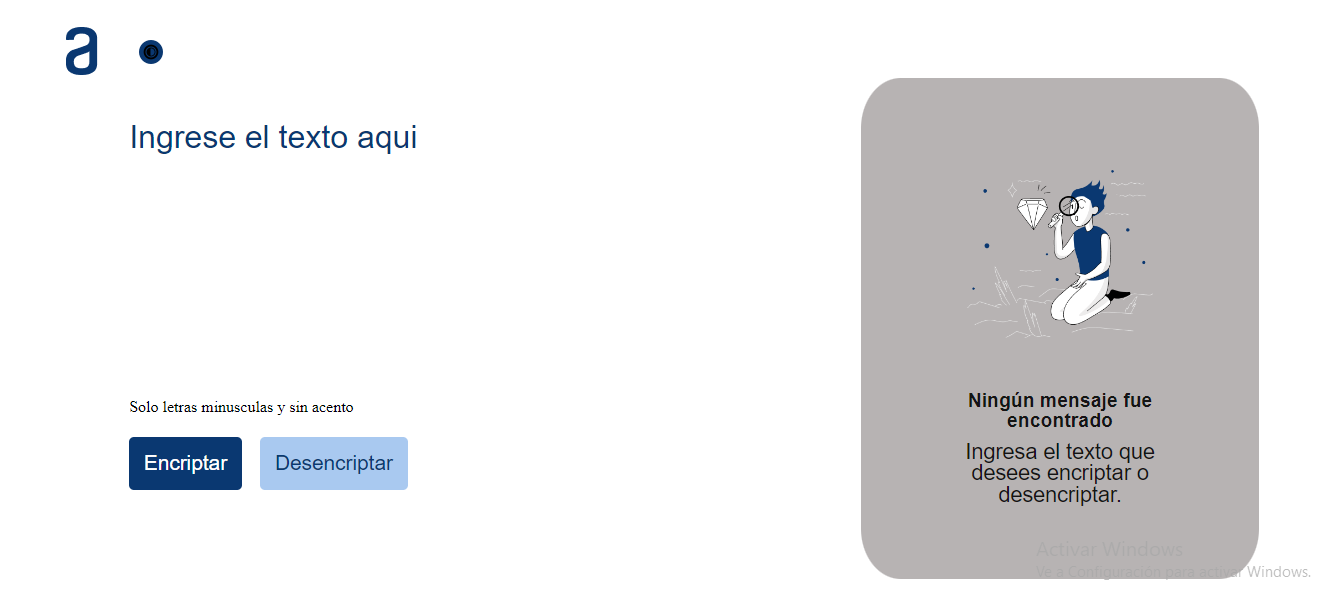 a
Ingrese el texto aqui
Solo letras minusculas y sin acento
Encriptar
Desencriptar
Ningún mensaje fue
encontrado
Ingresa el texto que
desees encriptar o
desencriptar.
Activar Windows
Ve a Configuración para activar Windows.